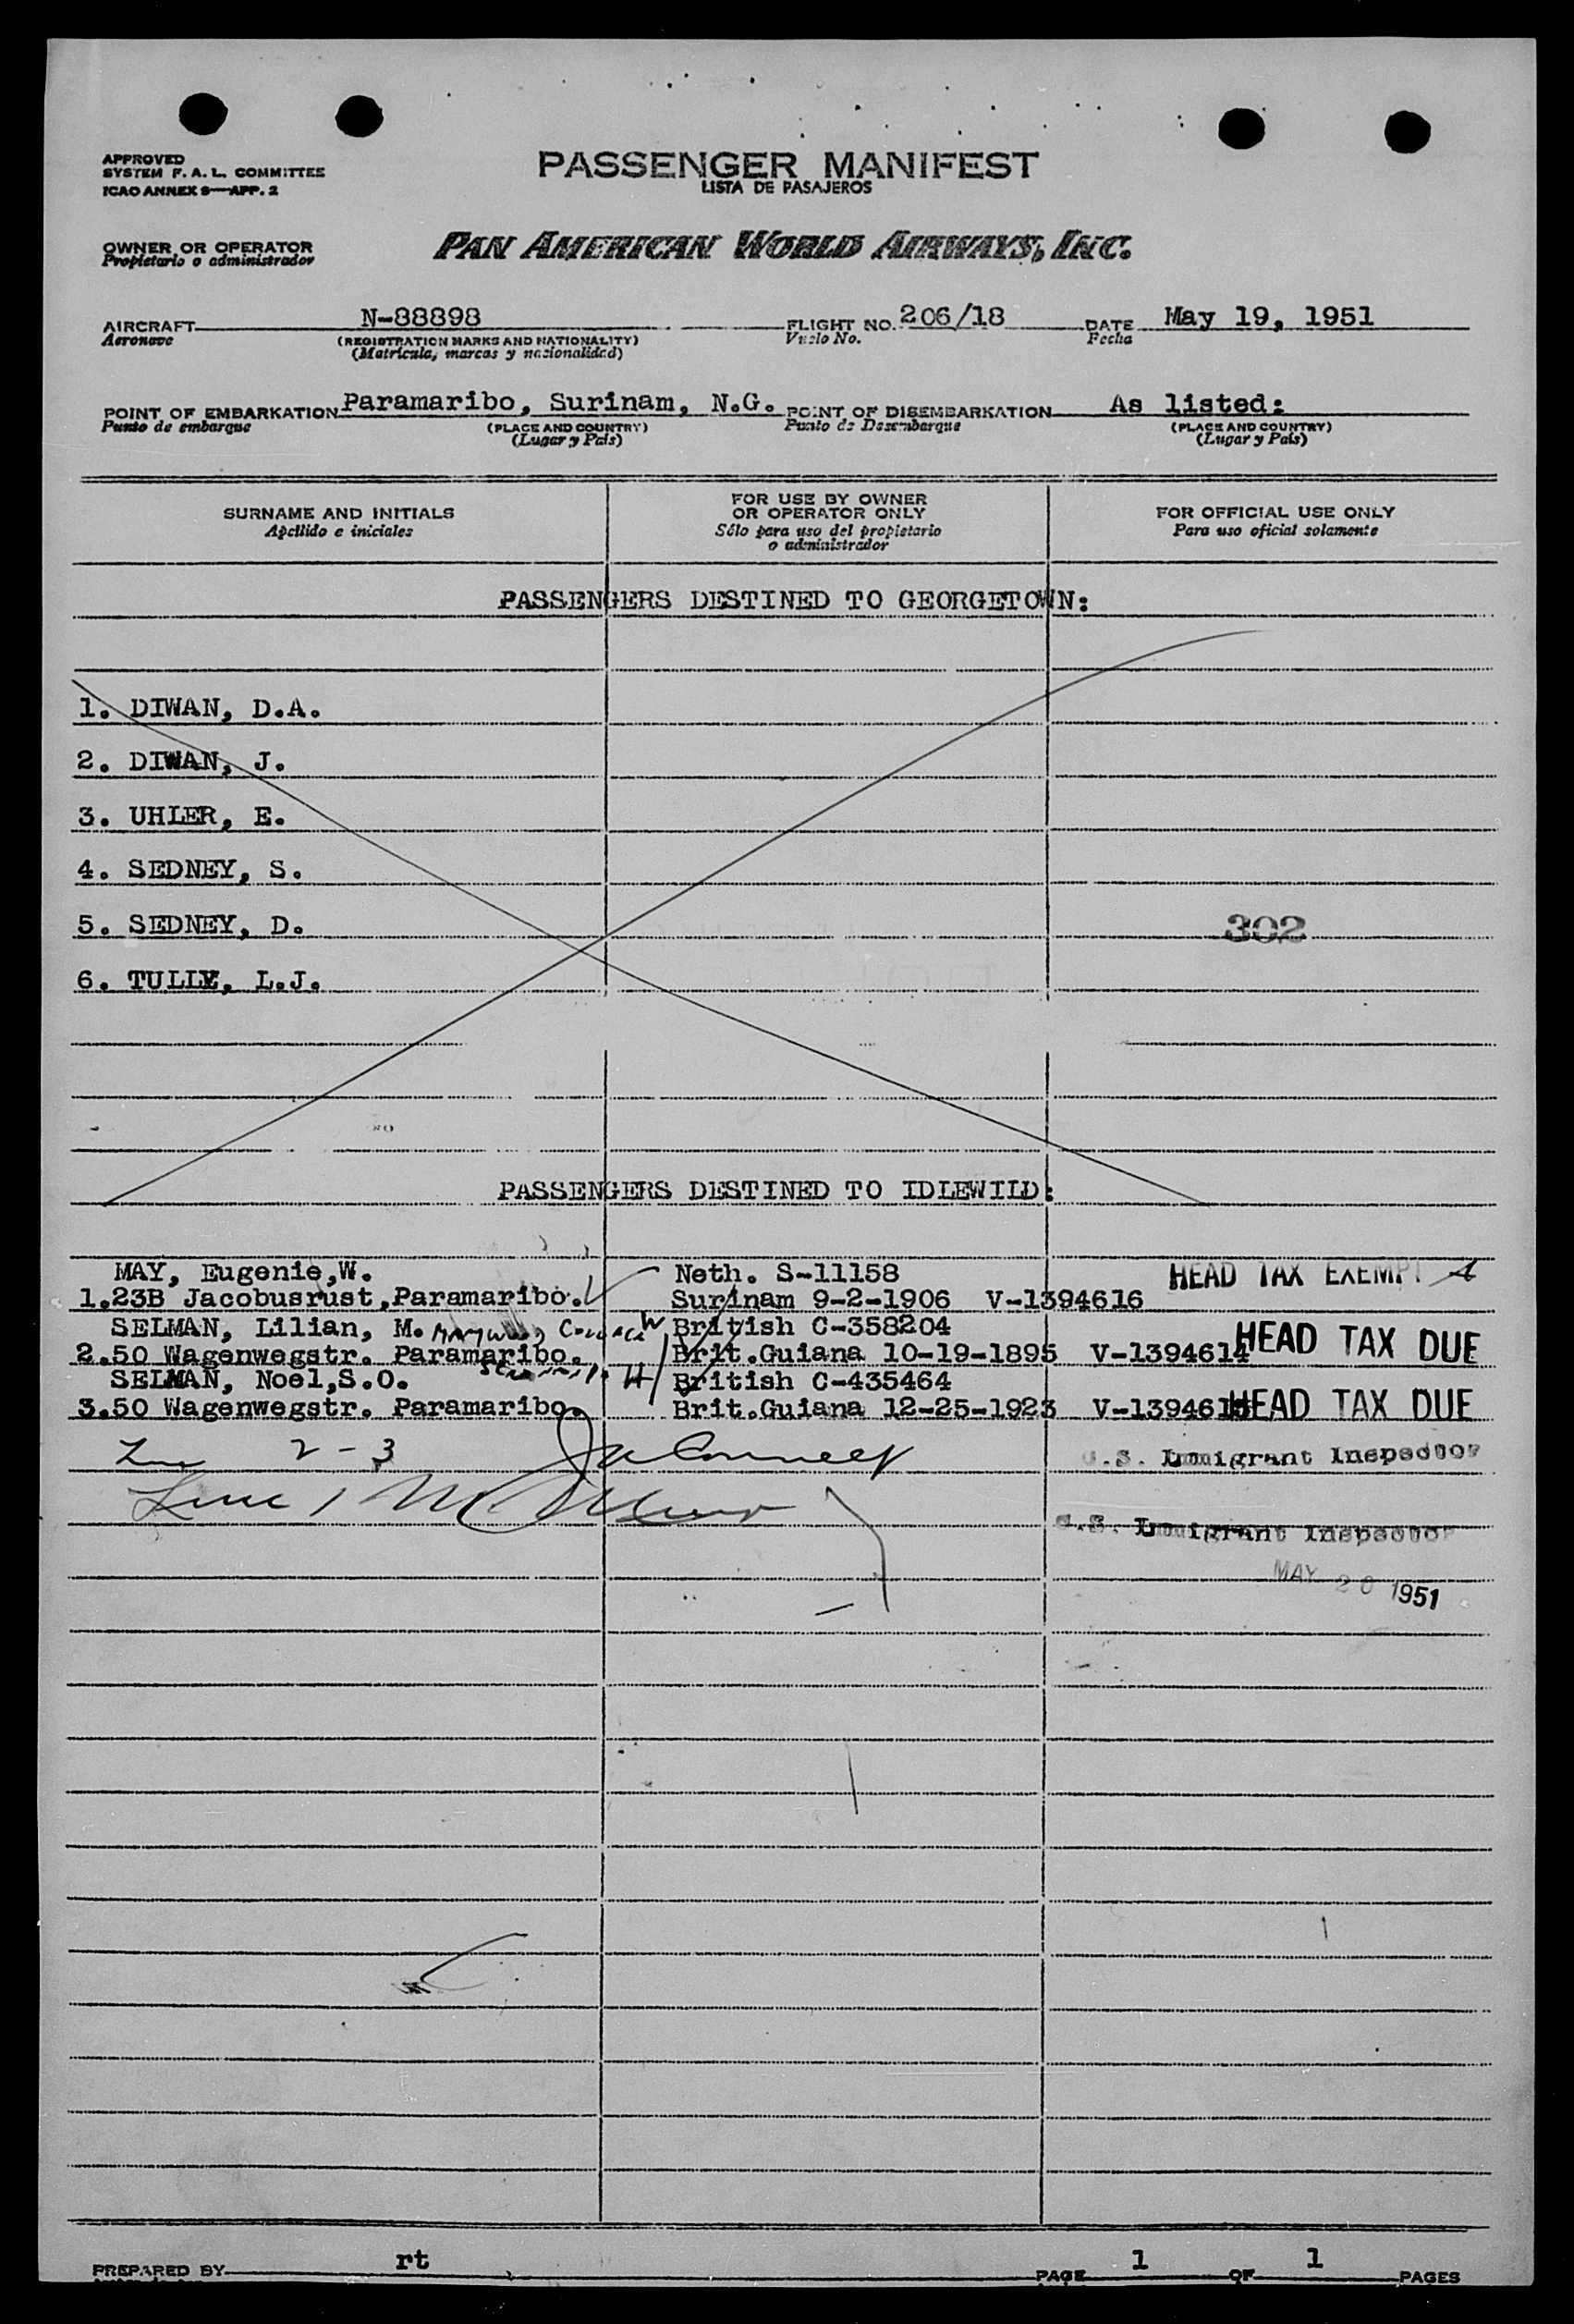 APPROVED
SYSTEM F. A. L. COMMITTEE
ICAO ANNEX 9—APP. 2
PASSENGER MANIFEST
LISTA DE PASAJEROS
OWNER OR OPERATOR
Propietario o administrador
PAN AMERICAN WORLD AIRWAYS, INC.
AIRCRAFT N-88898 FLIGHT NO. 206/18 DATE May 19, 1951
Aeronave (REGISTRATION MARKS AND NATIONALITY) Vuelo No. Fecha
(Matrícula, marcas y nacionalidad)
POINT OF EMBARKATION Paramaribo, Surinam, N.G. POINT OF DISEMBARKATION As listed:
Punto de embarque (PLACE AND COUNTRY) Punto de Desembarque (PLACE AND COUNTRY)
(Lugar y País) (Lugar y País)
SURNAME AND INITIALS
Apellido e iniciales
FOR USE BY OWNER
OR OPERATOR ONLY
Sólo para uso del propietario
o administrador
FOR OFFICIAL USE ONLY
Para uso oficial solamente
PASSENGERS DESTINED TO GEORGETOWN:
1. DIWAN, D.A.
2. DIWAN, J.
3. UHLER, E.
4. SEDNEY, S.
5. SEDNEY, D. 302
6. TULLY, L.J.
PASSENGERS DESTINED TO IDLEWILD:
MAY, Eugenie,W. Neth. S-11158 HEAD TAX EXEMPT
1.23B Jacobusrust,Paramaribo. Surinam 9-2-1906 V-1394616
SELMAN, Lilian, M. W British C-358204
2.50 Wagenwegstr. Paramaribo. Brit.Guiana 10-19-1895 V-1394614 HEAD TAX DUE
SELMAN, Noel,S.O. British C-435464
3.50 Wagenwegstr. Paramaribo. Brit.Guiana 12-25-1923 V-1394615 HEAD TAX DUE
Line 2-3 U.S. Immigrant Inspector
Line 1 U.S. Immigrant Inspector
MAY 20 1951
PREPARED BY rt PAGE 1 OF 1 PAGES